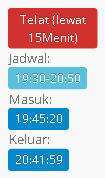 Telat (lewat
15Menit)
Jadwal:
19:30-20:50
Masuk:
19:45:20
Keluar:
20:41:59